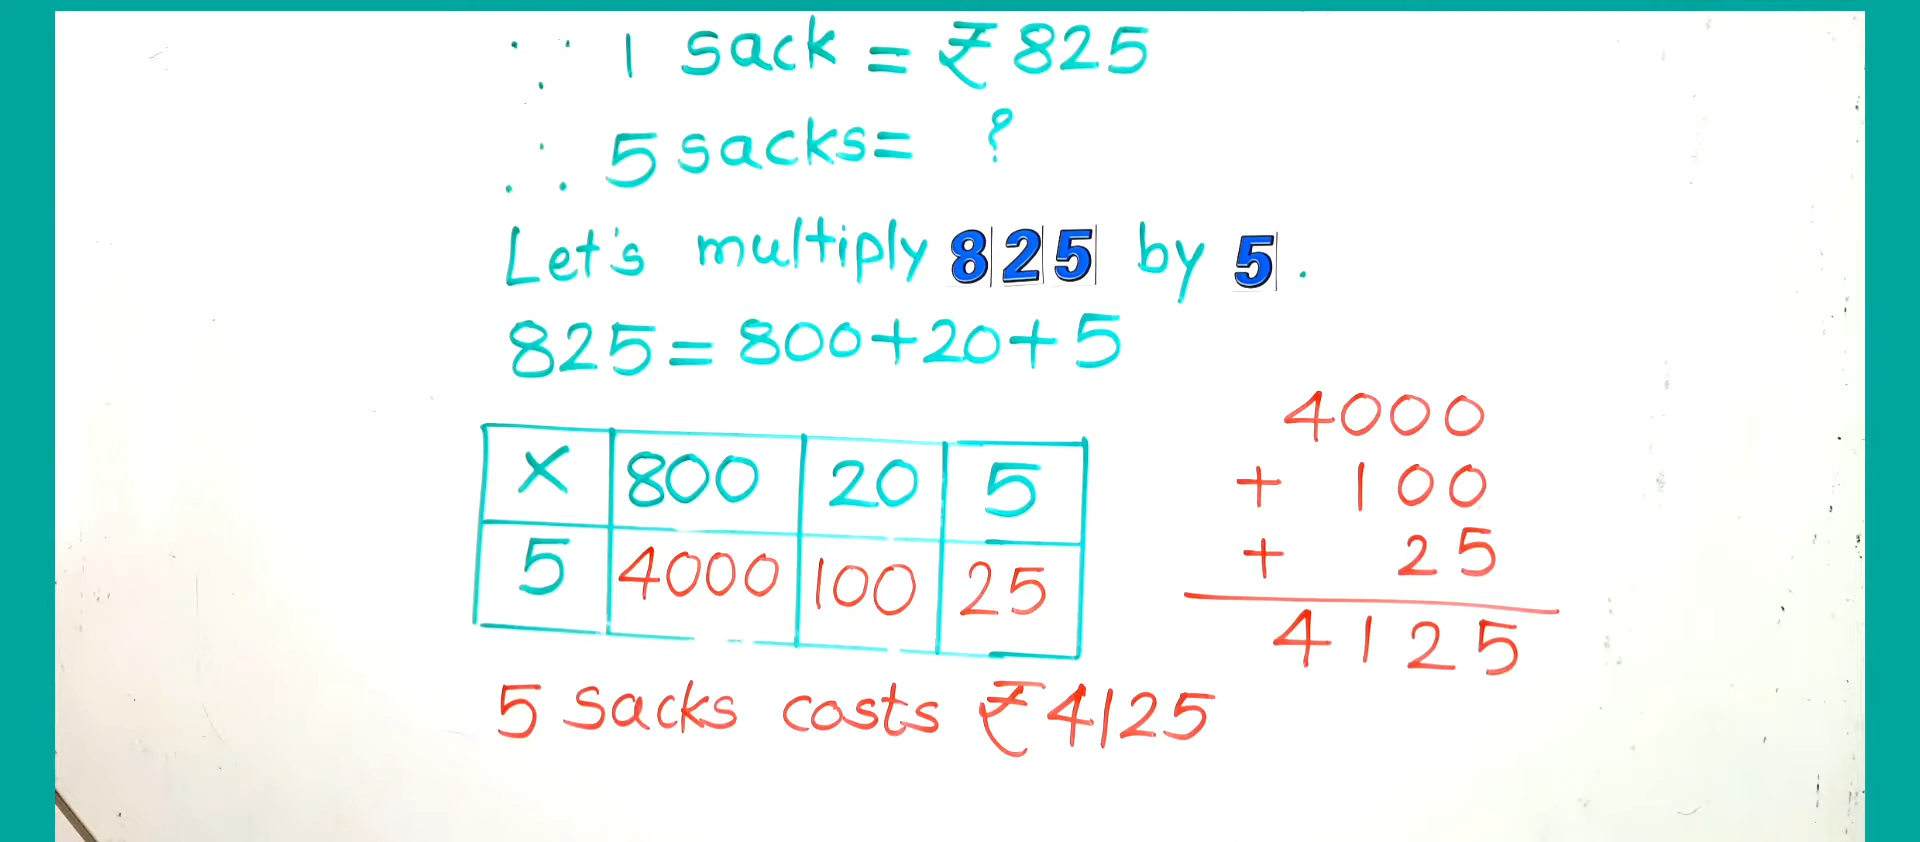 ∵ 1 sack = ₹825
∴ 5 sacks= ?
Let's multiply 825 by 5.
825=800+20+5
× 800 20 5
5 4000 100 25
4000
+ 100
+ 25
4125
5 Sacks costs ₹4125